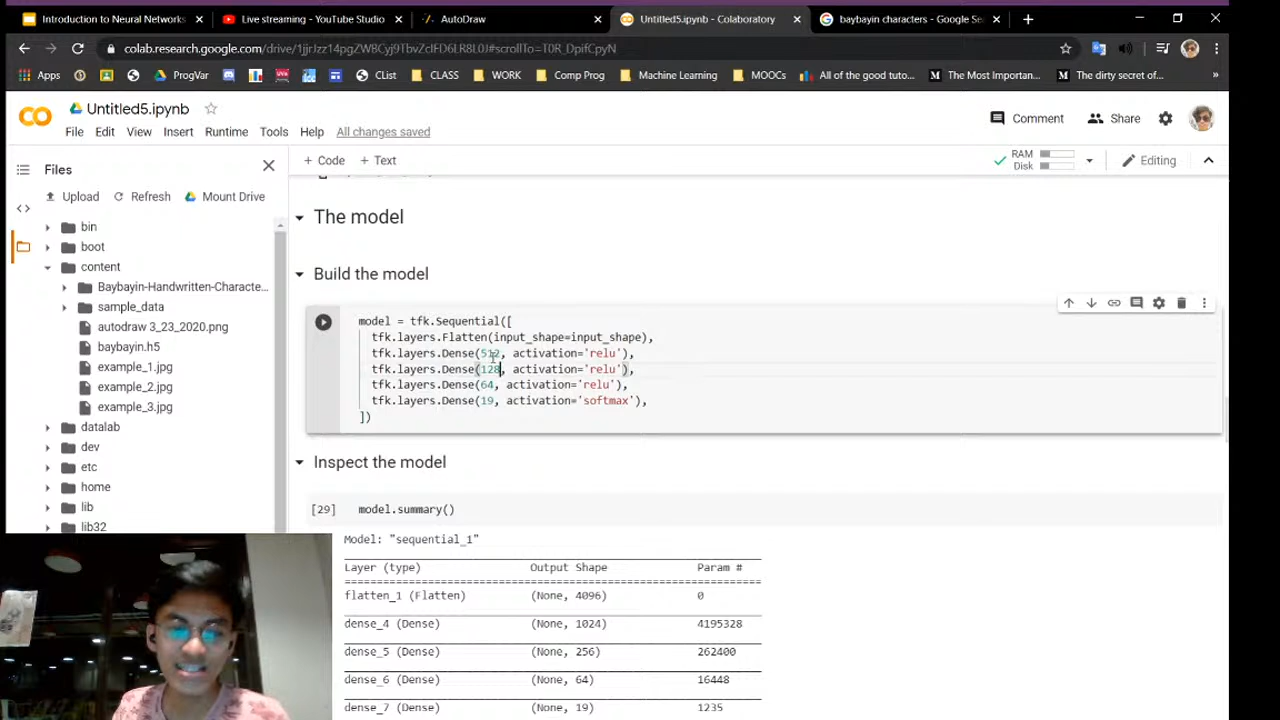 Introduction to Neural Networks
Live streaming - YouTube Studio
AutoDraw
Untitled5.ipynb - Colaboratory
baybayin characters - Google Se
Apps
ProgVar
CList
CLASS
WORK
Comp Prog
Machine Learning
MOOCs
All of the good tuto...
The Most Importan...
The dirty secret of...
Untitled5.ipynb
File Edit View Insert Runtime Tools Help All changes saved
Comment
Share
Files
+ Code + Text
RAM
Disk
Editing
Upload Refresh Mount Drive
bin
boot
content
Baybayin-Handwritten-Characte...
sample_data
autodraw 3_23_2020.png
baybayin.h5
example_1.jpg
example_2.jpg
example_3.jpg
datalab
dev
etc
home
lib
lib32
The model
Build the model
model = tfk.Sequential([
tfk.layers.Flatten(input_shape=input_shape),
tfk.layers.Dense(512, activation='relu'),
tfk.layers.Dense(128, activation='relu'),
tfk.layers.Dense(64, activation='relu'),
tfk.layers.Dense(19, activation='softmax'),
])
Inspect the model
[29] model.summary()
Model: "sequential_1"
Layer (type) Output Shape Param #
flatten_1 (Flatten) (None, 4096) 0
dense_4 (Dense) (None, 1024) 4195328
dense_5 (Dense) (None, 256) 262400
dense_6 (Dense) (None, 64) 16448
dense_7 (Dense) (None, 19) 1235